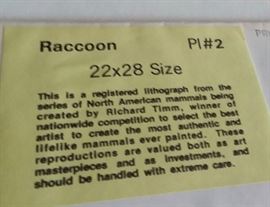 Raccoon Pl#2
22x28 Size
This is a registered lithograph from the
series of North American mammals being
created by Richard Timm, winner of
nationwide competition to select the best
artist to create the most authentic and
lifelike mammals ever painted. These
reproductions are valued both as art
masterpieces and as investments, and
should be handled with extreme care.